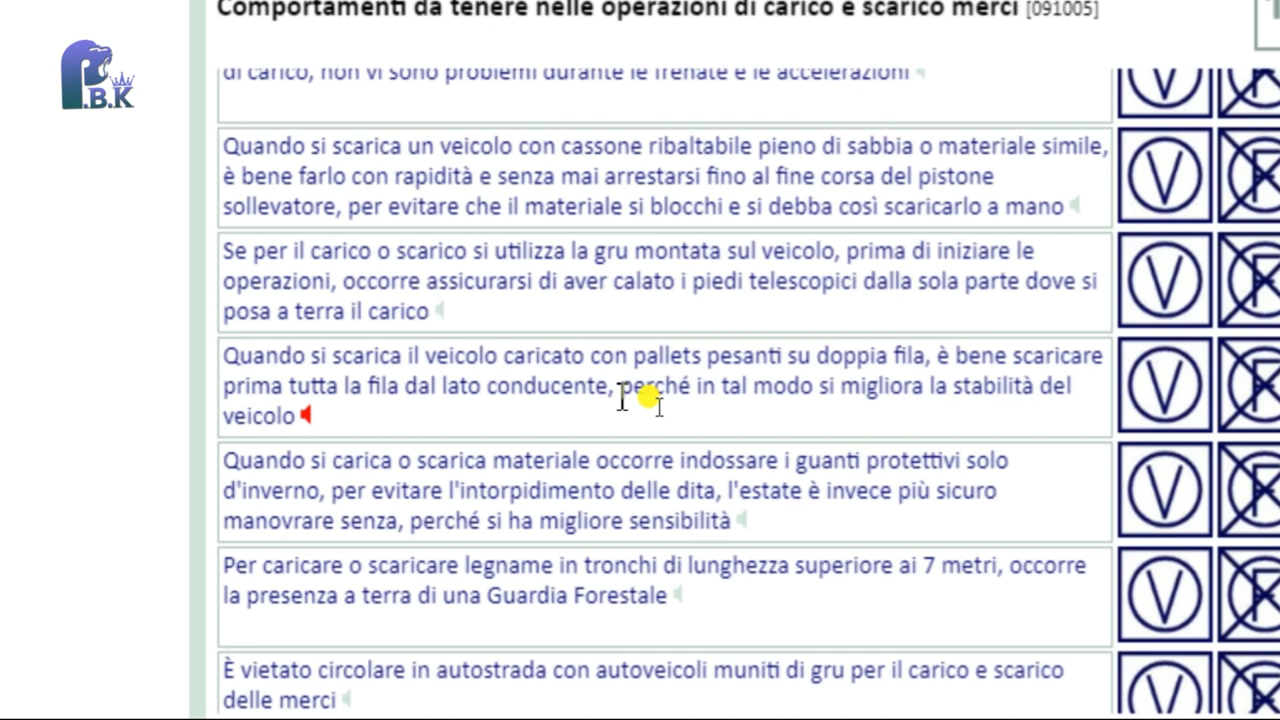 Comportamenti da tenere nelle operazioni di carico e scarico merci [091005]
P.B.K
di carico, non vi sono problemi durante le frenate e le accelerazioni
V
Quando si scarica un veicolo con cassone ribaltabile pieno di sabbia o materiale simile,
è bene farlo con rapidità e senza mai arrestarsi fino al fine corsa del pistone
sollevatore, per evitare che il materiale si blocchi e si debba così scaricarlo a mano
V F
Se per il carico o scarico si utilizza la gru montata sul veicolo, prima di iniziare le
operazioni, occorre assicurarsi di aver calato i piedi telescopici dalla sola parte dove si
posa a terra il carico
V F
Quando si scarica il veicolo caricato con pallets pesanti su doppia fila, è bene scaricare
prima tutta la fila dal lato conducente, perché in tal modo si migliora la stabilità del
veicolo
V F
Quando si carica o scarica materiale occorre indossare i guanti protettivi solo
d'inverno, per evitare l'intorpidimento delle dita, l'estate è invece più sicuro
manovrare senza, perché si ha migliore sensibilità
V F
Per caricare o scaricare legname in tronchi di lunghezza superiore ai 7 metri, occorre
la presenza a terra di una Guardia Forestale
V F
È vietato circolare in autostrada con autoveicoli muniti di gru per il carico e scarico
delle merci
V